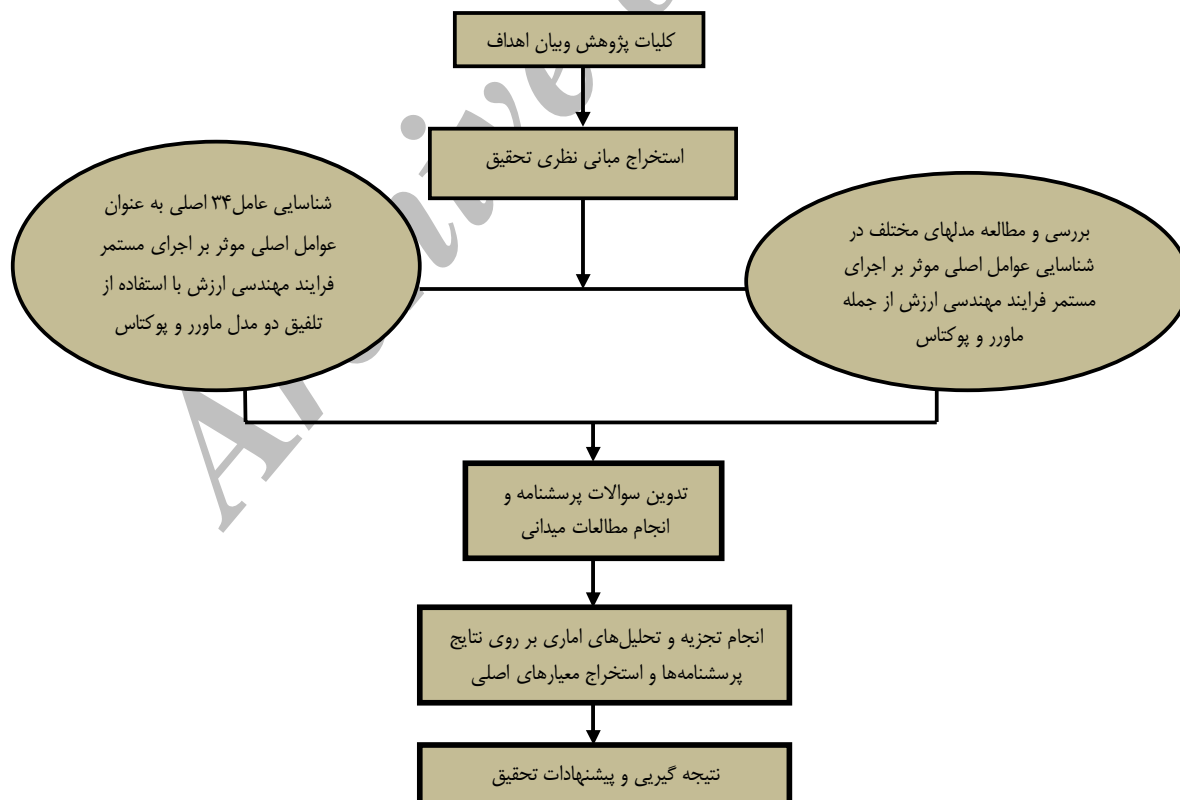 کلیات پژوهش وبیان اهداف
استخراج مبانی نظری تحقیق
بررسی و مطالعه مدلهای مختلف در
شناسایی عوامل اصلی موثر بر اجرای
مستمر فرایند مهندسی ارزش از جمله
ماورر و پوکتاس
شناسایی عامل۳۴ اصلی به عنوان
عوامل اصلی موثر بر اجرای مستمر
فرایند مهندسی ارزش با استفاده از
تلفیق دو مدل ماورر و پوکتاس
تدوین سوالات پرسشنامه و
انجام مطالعات میدانی
انجام تجزیه و تحلیل‌های اماری بر روی نتایج
پرسشنامه‌ها و استخراج معیارهای اصلی
نتیجه گیریی و پیشنهادات تحقیق
Archive